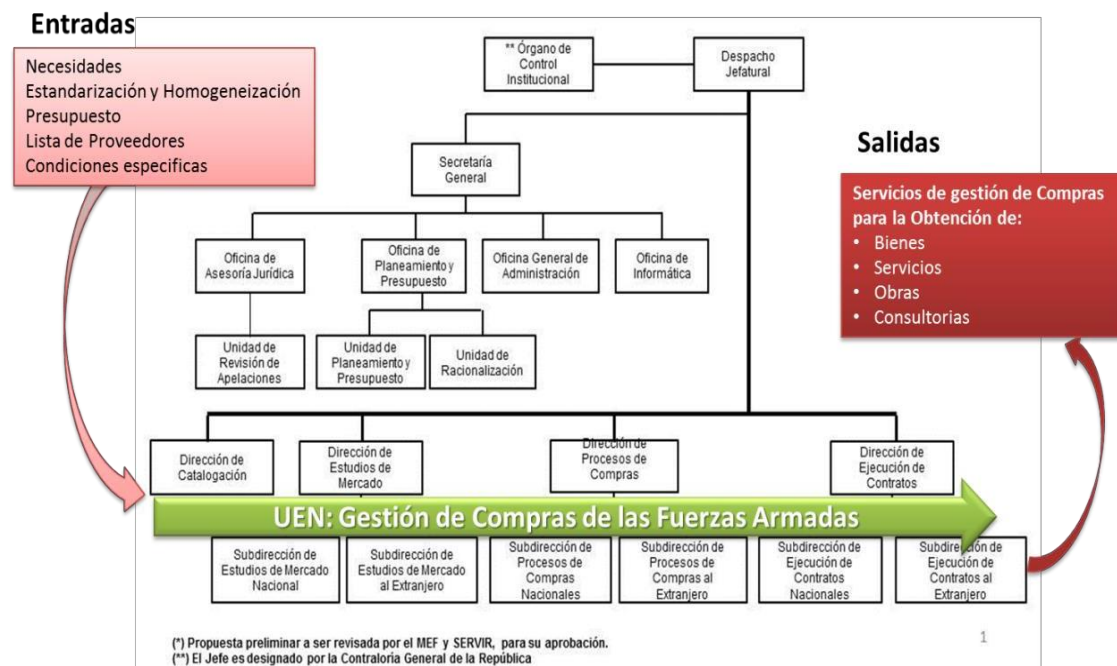 Entradas
Necesidades
Estandarización y Homogeneización
Presupuesto
Lista de Proveedores
Condiciones especificas
** Órgano de
Control
Institucional
Despacho
Jefatural
Secretaría
General
Salidas
Servicios de gestión de Compras
para la Obtención de:
• Bienes
• Servicios
• Obras
• Consultorias
Oficina de
Asesoría Jurídica
Oficina de
Planeamiento y
Presupuesto
Oficina General de
Administración
Oficina de
Informática
Unidad de
Revisión de
Apelaciones
Unidad de
Planeamiento y
Presupuesto
Unidad de
Racionalización
Dirección de
Catalogación
Dirección de
Estudios de
Mercado
Dirección de
Procesos de
Compras
Dirección de
Ejecución de
Contratos
UEN: Gestión de Compras de las Fuerzas Armadas
Subdirección de
Estudios de Mercado
Nacional
Subdirección de
Estudios de Mercado
al Extranjero
Subdirección de
Procesos de
Compras
Nacionales
Subdirección de
Procesos de
Compras al
Extranjero
Subdirección de
Ejecución de
Contratos
Nacionales
Subdirección de
Ejecución de
Contratos al
Extranjero
(*) Propuesta preliminar a ser revisada por el MEF y SERVIR, para su aprobación.
(**) El Jefe es designado por la Contraloría General de la República
1